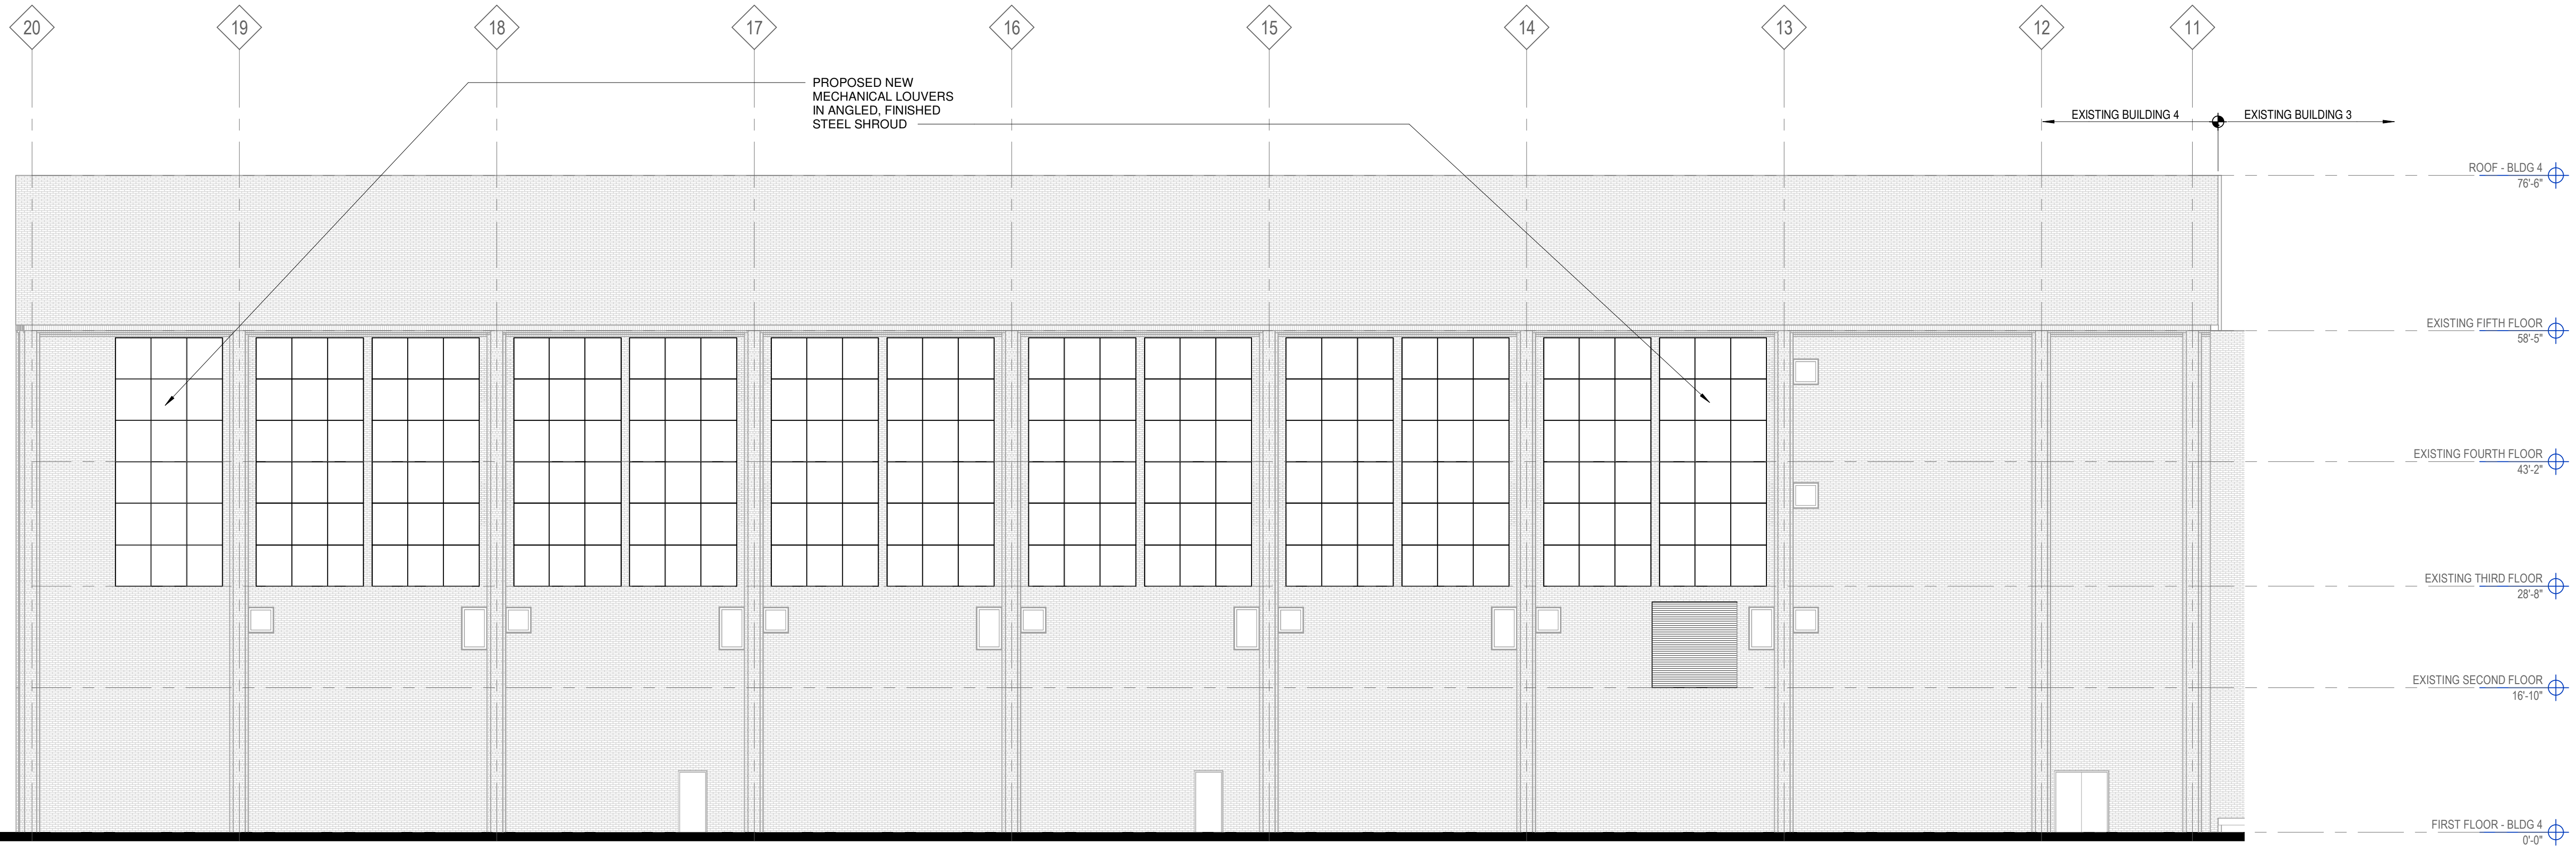 20
19
18
17
16
15
14
13
12
11
PROPOSED NEW
MECHANICAL LOUVERS
IN ANGLED, FINISHED
STEEL SHROUD
EXISTING BUILDING 4
EXISTING BUILDING 3
ROOF - BLDG 4
76'-6"
EXISTING FIFTH FLOOR
58'-5"
EXISTING FOURTH FLOOR
43'-2"
EXISTING THIRD FLOOR
28'-8"
EXISTING SECOND FLOOR
16'-10"
FIRST FLOOR - BLDG 4
0'-0"